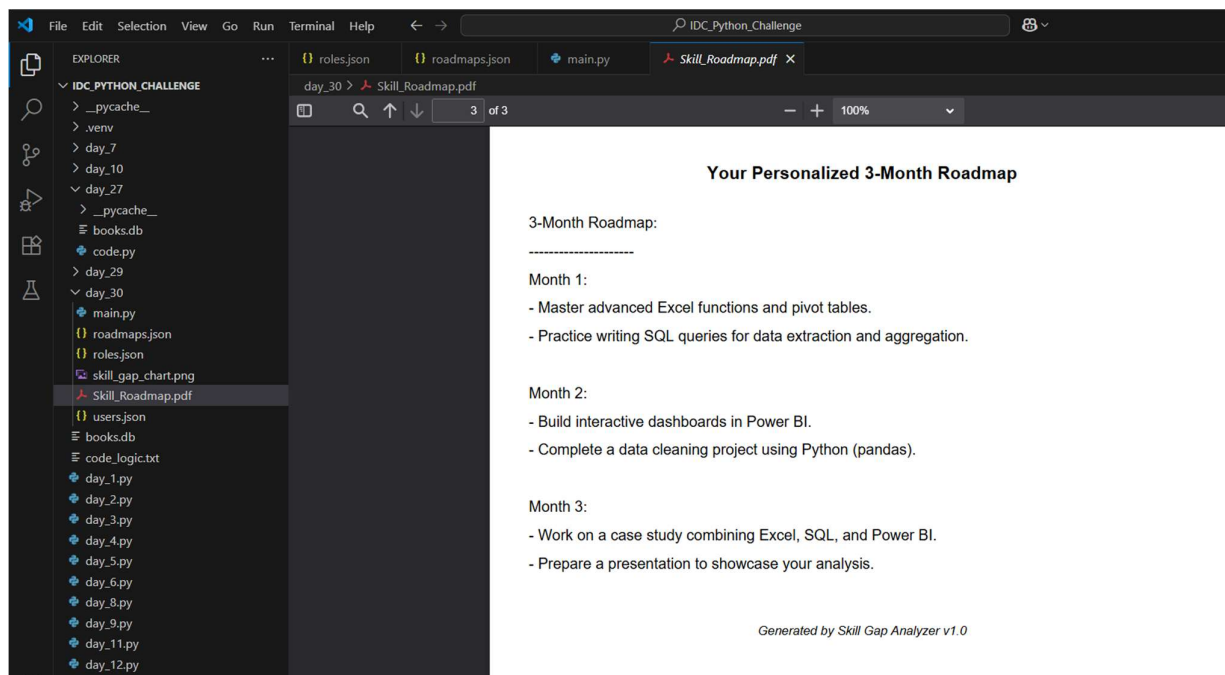 File Edit Selection View Go Run Terminal Help
IDC_Python_Challenge
EXPLORER
IDC_PYTHON_CHALLENGE
__pycache__
.venv
day_7
day_10
day_27
__pycache__
books.db
code.py
day_29
day_30
main.py
roadmaps.json
roles.json
skill_gap_chart.png
Skill_Roadmap.pdf
users.json
books.db
code_logic.txt
day_1.py
day_2.py
day_3.py
day_4.py
day_5.py
day_6.py
day_8.py
day_9.py
day_11.py
day_12.py
roles.json roadmaps.json main.py Skill_Roadmap.pdf
day_30 > Skill_Roadmap.pdf
3 of 3 100%
Your Personalized 3-Month Roadmap
3-Month Roadmap:
---------------------
Month 1:
- Master advanced Excel functions and pivot tables.
- Practice writing SQL queries for data extraction and aggregation.
Month 2:
- Build interactive dashboards in Power BI.
- Complete a data cleaning project using Python (pandas).
Month 3:
- Work on a case study combining Excel, SQL, and Power BI.
- Prepare a presentation to showcase your analysis.
Generated by Skill Gap Analyzer v1.0